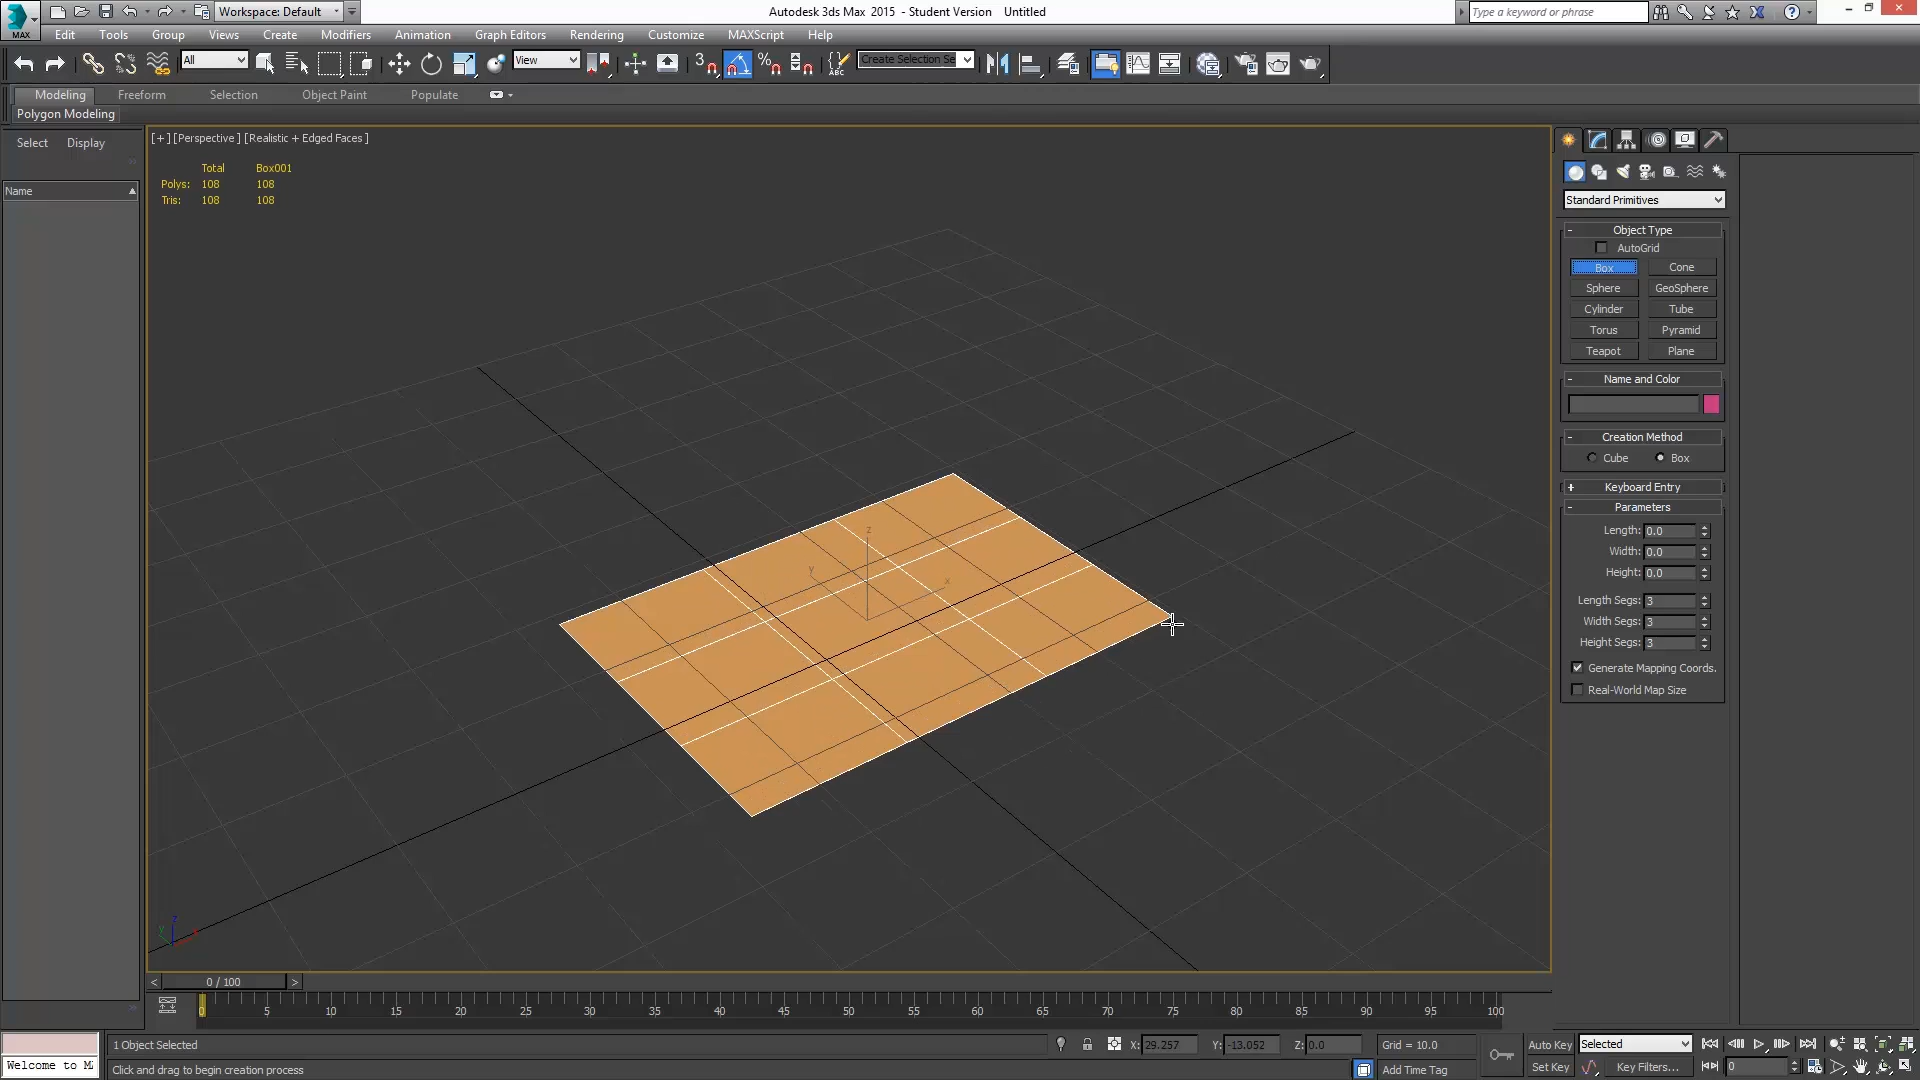 Workspace: Default
Autodesk 3ds Max 2015 - Student Version Untitled
Type a keyword or phrase
MAX
Edit Tools Group Views Create Modifiers Animation Graph Editors Rendering Customize MAXScript Help
All
View
3
%
ABC
Create Selection Se
Modeling Freeform Selection Object Paint Populate
Polygon Modeling
Select Display
Name
[+] [Perspective] [Realistic + Edged Faces]
Total Box001
Polys: 108 108
Tris: 108 108
z
y
x
z
y
x
Standard Primitives
- Object Type
AutoGrid
Box Cone
Sphere GeoSphere
Cylinder Tube
Torus Pyramid
Teapot Plane
- Name and Color
- Creation Method
Cube Box
+ Keyboard Entry
- Parameters
Length: 0.0
Width: 0.0
Height: 0.0
Length Segs: 3
Width Segs: 3
Height Segs: 3
Generate Mapping Coords.
Real-World Map Size
< 0 / 100 >
0 5 10 15 20 25 30 35 40 45 50 55 60 65 70 75 80 85 90 95 100
1 Object Selected
X: 29.257 Y: -13.052 Z: 0.0 Grid = 10.0
Auto Key Selected
Welcome to M
Click and drag to begin creation process
Add Time Tag
Set Key Key Filters... 0